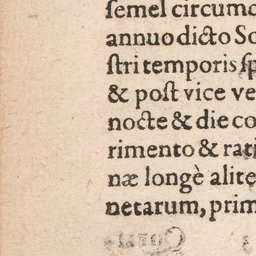 ſemel circumc
annuo dicto So
ſtri temporis ſp
& poſt vice ve
nocte & die co
rimento & rati
næ longè alite
netarum, prim